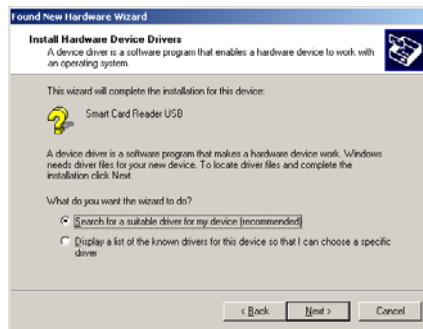 Found New Hardware Wizard
Install Hardware Device Drivers
A device driver is a software program that enables a hardware device to work with
an operating system.
This wizard will complete the installation for this device:
Smart Card Reader USB
A device driver is a software program that makes a hardware device work. Windows
needs driver files for your new device. To locate driver files and complete the
installation click Next.
What do you want the wizard to do?
Search for a suitable driver for my device (recommended)
Display a list of the known drivers for this device so that I can choose a specific
driver
< Back Next > Cancel